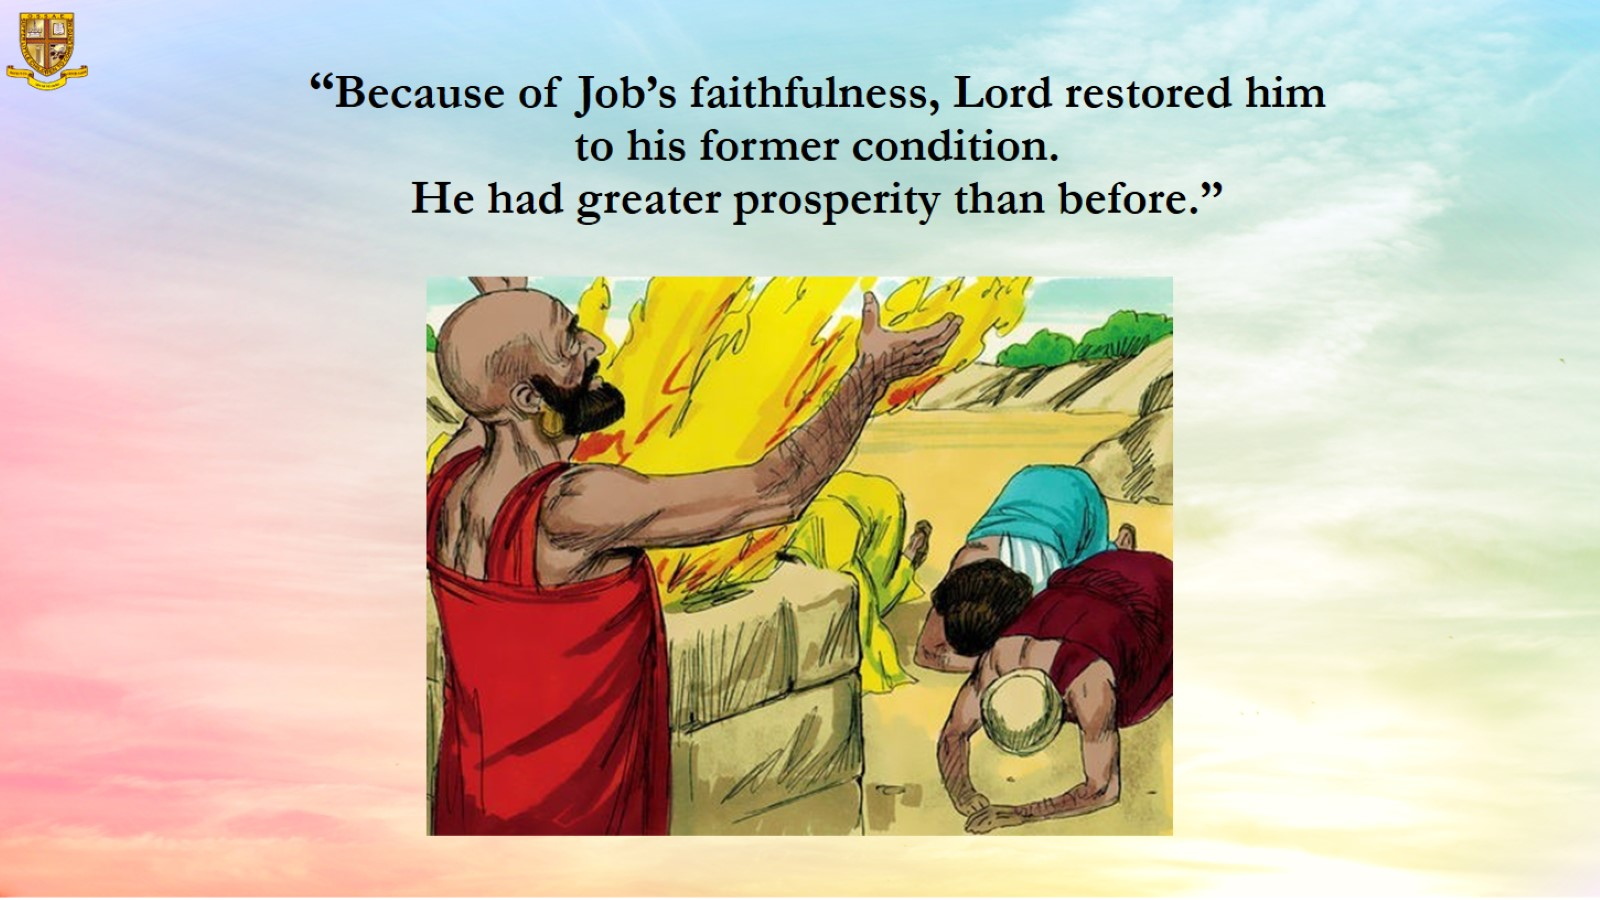 O.S.S.A.E
“Because of Job’s faithfulness, Lord restored him
to his former condition.
He had greater prosperity than before.”